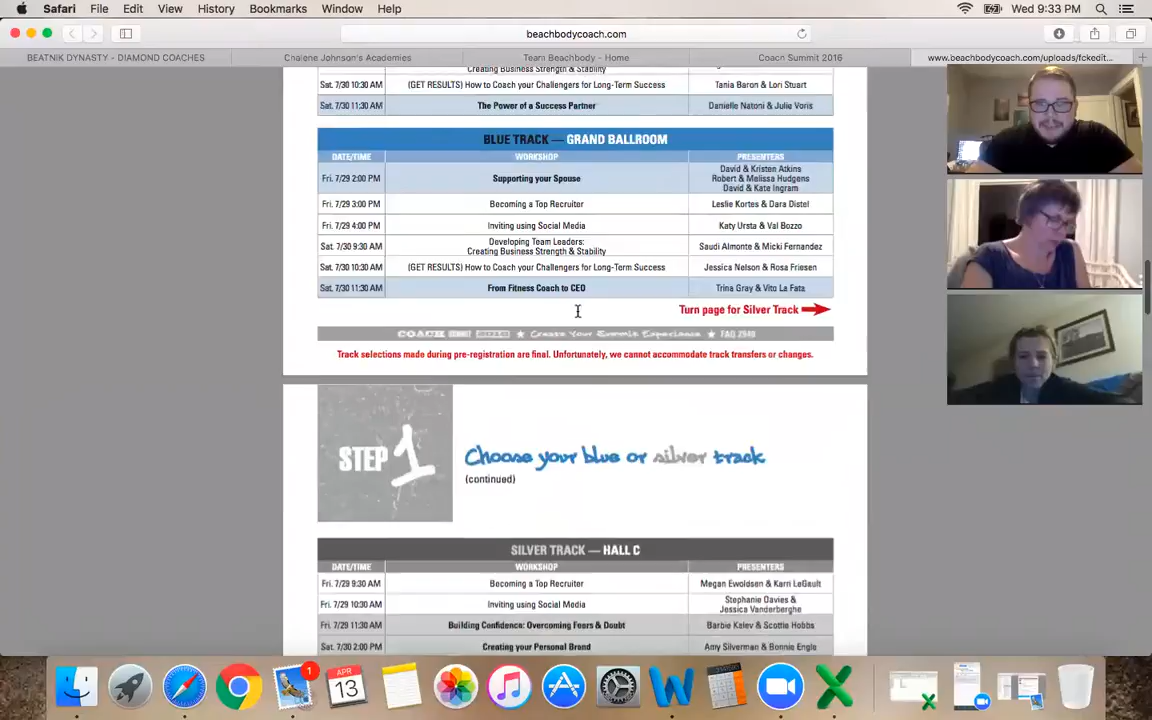 Safari File Edit View History Bookmarks Window Help Wed 9:33 PM
beachbodycoach.com
BEATNIK DYNASTY - DIAMOND COACHES Chalene Johnson's Academies Team Beachbody - Home Coach Summit 2016 www.beachbodycoach.com/uploads/fckedit...
Creating Business Strength & Stability
Sat. 7/30 10:30 AM (GET RESULTS) How to Coach your Challengers for Long-Term Success Tania Baron & Lori Stuart
Sat. 7/30 11:30 AM The Power of a Success Partner Danielle Natoni & Julie Voris
BLUE TRACK — GRAND BALLROOM
DATE/TIME WORKSHOP PRESENTERS
Fri. 7/29 2:00 PM Supporting your Spouse David & Kristen Atkins
Robert & Melissa Hudgens
David & Kate Ingram
Fri. 7/29 3:00 PM Becoming a Top Recruiter Leslie Kortes & Dara Distel
Fri. 7/29 4:00 PM Inviting using Social Media Katy Ursta & Val Bozzo
Sat. 7/30 9:30 AM Developing Team Leaders:
Creating Business Strength & Stability Saudi Almonte & Micki Fernandez
Sat. 7/30 10:30 AM (GET RESULTS) How to Coach your Challengers for Long-Term Success Jessica Nelson & Rosa Friesen
Sat. 7/30 11:30 AM From Fitness Coach to CEO Trina Gray & Vito La Fata
Turn page for Silver Track
COACH SUMMIT 2016 ★ Create Your Summit Experience ★ FAQ 2949
Track selections made during pre-registration are final. Unfortunately, we cannot accommodate track transfers or changes.
STEP 1
Choose your blue or silver track
(continued)
SILVER TRACK — HALL C
DATE/TIME WORKSHOP PRESENTERS
Fri. 7/29 9:30 AM Becoming a Top Recruiter Megan Ewoldsen & Kerri LeGault
Fri. 7/29 10:30 AM Inviting using Social Media Stephanie Davies &
Jessica Vanderberghe
Fri. 7/29 11:30 AM Building Confidence: Overcoming Fears & Doubt Barbie Kelev & Scottie Hobbs
Sat. 7/30 2:00 PM Creating your Personal Brand Amy Silverman & Bonnie Engle
1
APR
13